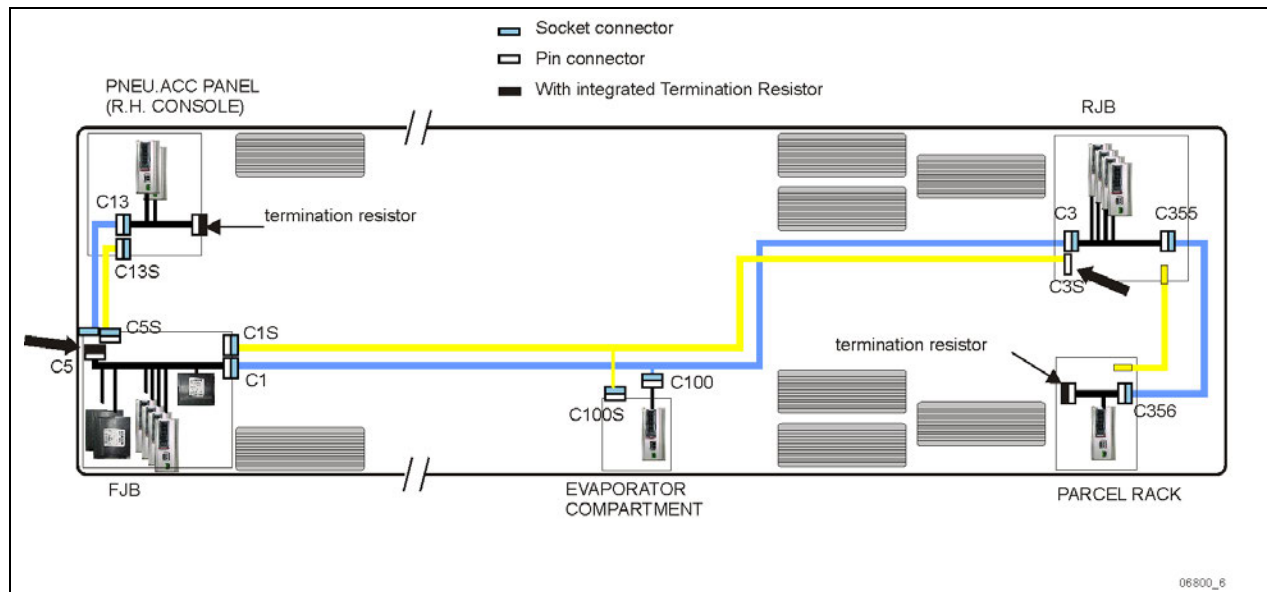 Socket connector
Pin connector
With integrated Termination Resistor
PNEU.ACC PANEL
(R.H. CONSOLE)
RJB
C13
termination resistor
C13S
C3
C355
C3S
C5S
C5
C1S
C1
C100
C100S
termination resistor
C356
FJB
EVAPORATOR
COMPARTMENT
PARCEL RACK
06800_6